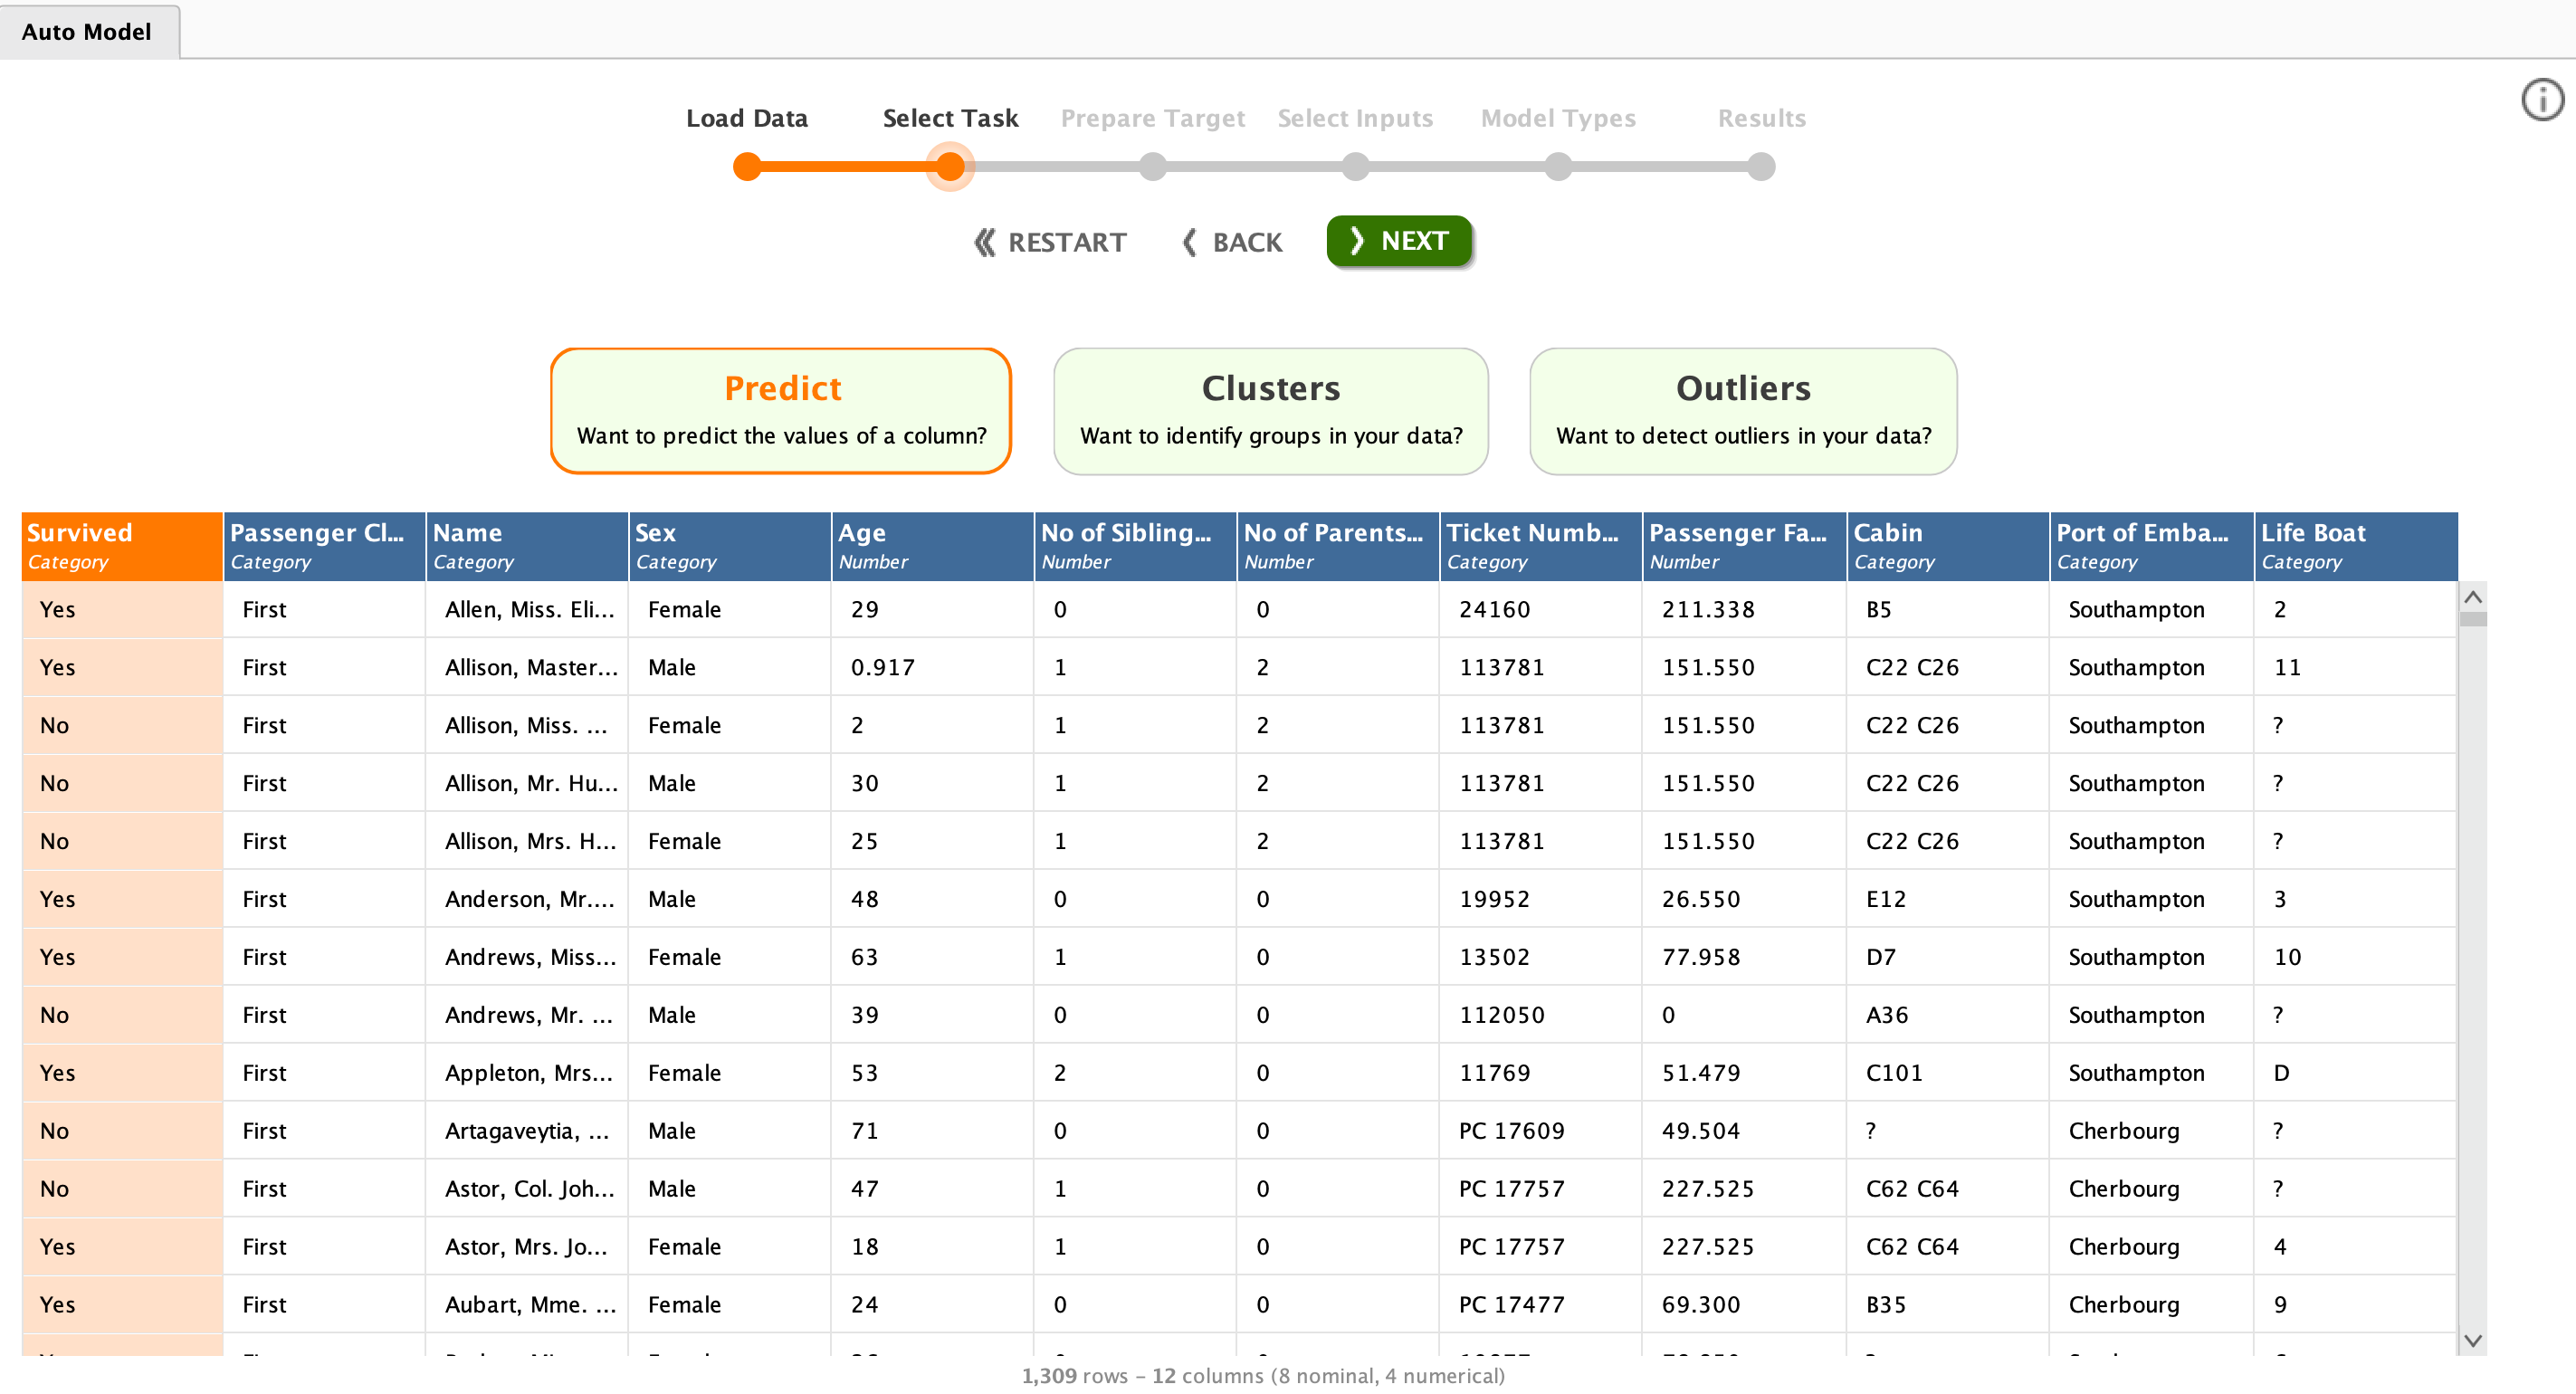 Auto Model
Load Data Select Task Prepare Target Select Inputs Model Types Results
RESTART BACK NEXT
Predict Clusters Outliers
Want to predict the values of a column? Want to identify groups in your data? Want to detect outliers in your data?
Survived Passenger Cl... Name Sex Age No of Sibling... No of Parents... Ticket Numb... Passenger Fa... Cabin Port of Emba... Life Boat
Category Category Category Category Number Number Number Category Number Category Category Category
Yes First Allen, Miss. Eli... Female 29 0 0 24160 211.338 B5 Southampton 2
Yes First Allison, Master... Male 0.917 1 2 113781 151.550 C22 C26 Southampton 11
No First Allison, Miss. ... Female 2 1 2 113781 151.550 C22 C26 Southampton ?
No First Allison, Mr. Hu... Male 30 1 2 113781 151.550 C22 C26 Southampton ?
No First Allison, Mrs. H... Female 25 1 2 113781 151.550 C22 C26 Southampton ?
Yes First Anderson, Mr.... Male 48 0 0 19952 26.550 E12 Southampton 3
Yes First Andrews, Miss... Female 63 1 0 13502 77.958 D7 Southampton 10
No First Andrews, Mr. ... Male 39 0 0 112050 0 A36 Southampton ?
Yes First Appleton, Mrs... Female 53 2 0 11769 51.479 C101 Southampton D
No First Artagaveytia, ... Male 71 0 0 PC 17609 49.504 ? Cherbourg ?
No First Astor, Col. Joh... Male 47 1 0 PC 17757 227.525 C62 C64 Cherbourg ?
Yes First Astor, Mrs. Jo... Female 18 1 0 PC 17757 227.525 C62 C64 Cherbourg 4
Yes First Aubart, Mme. ... Female 24 0 0 PC 17477 69.300 B35 Cherbourg 9
1,309 rows – 12 columns (8 nominal, 4 numerical)